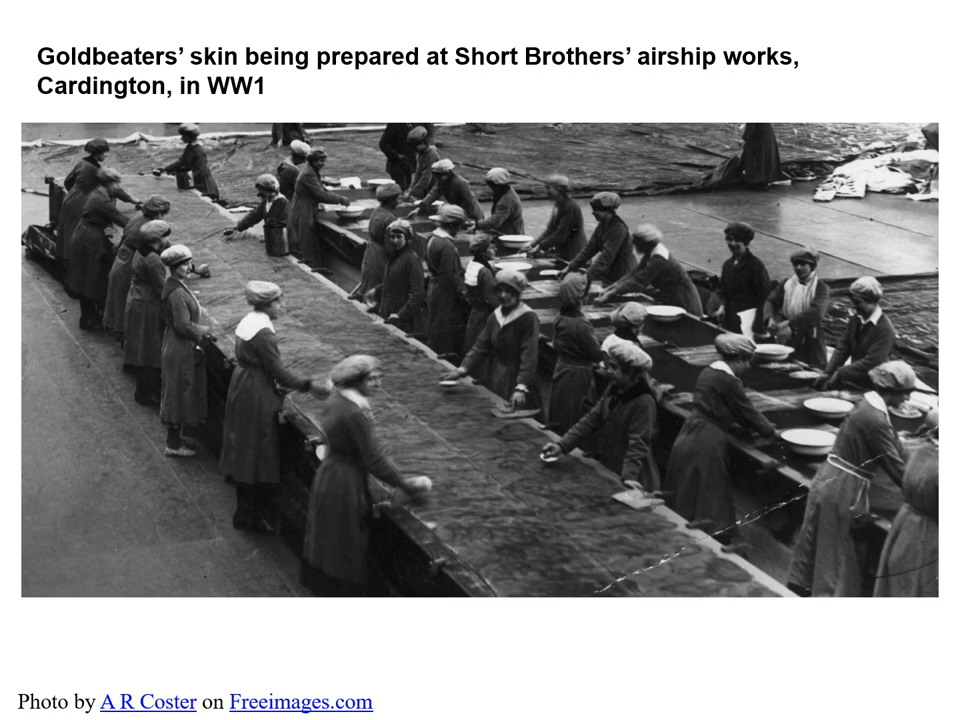 Goldbeaters’ skin being prepared at Short Brothers’ airship works,
Cardington, in WW1
Photo by A R Coster on Freeimages.com